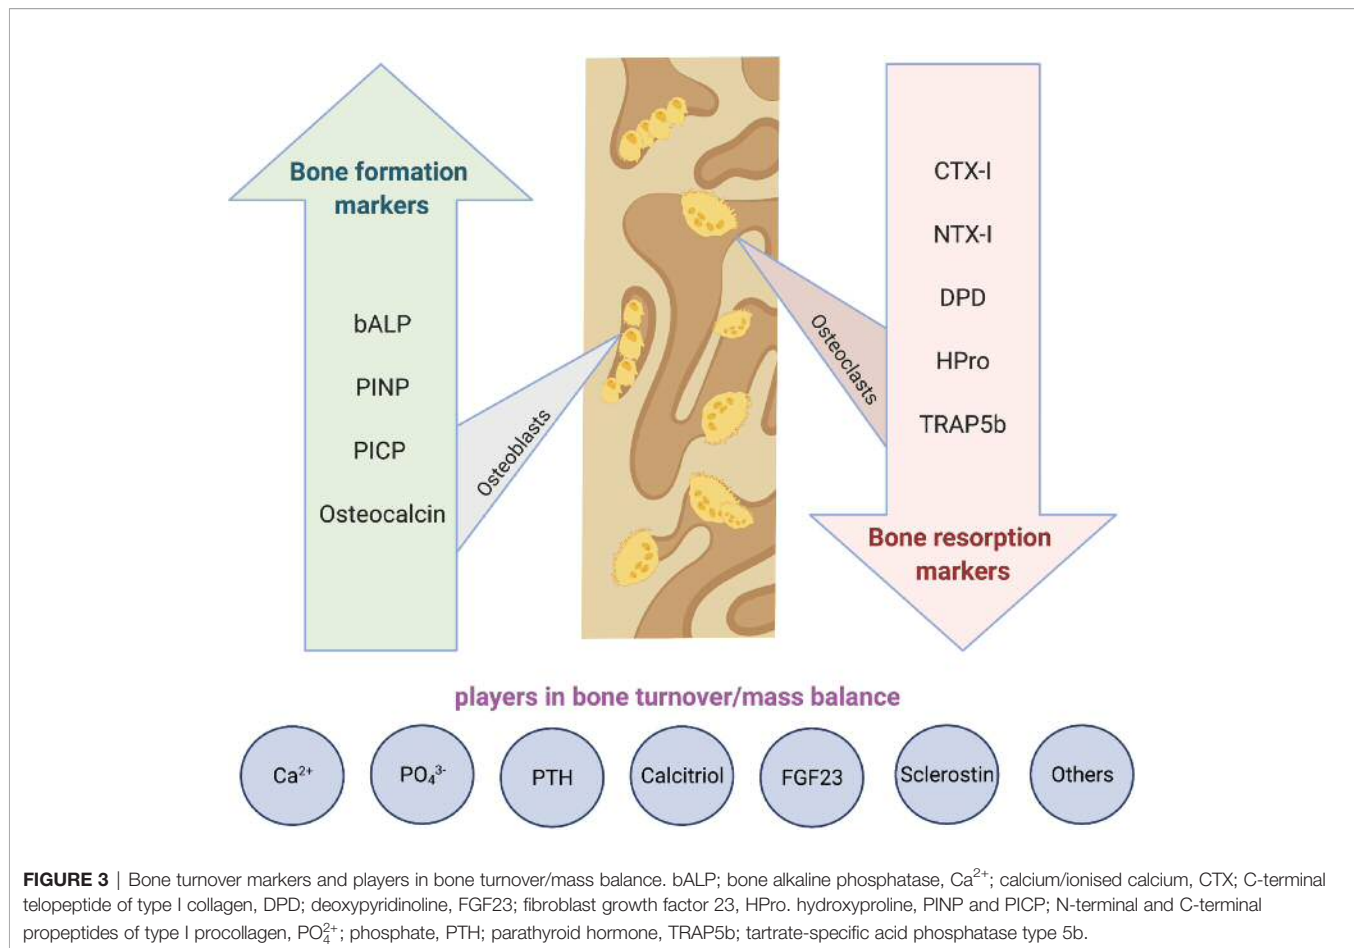 Bone formation
markers
bALP
PINP
PICP
Osteocalcin
Osteoblasts
Osteoclasts
CTX-I
NTX-I
DPD
HPro
TRAP5b
Bone resorption
markers
players in bone turnover/mass balance
Ca²⁺
PO₄³⁻
PTH
Calcitriol
FGF23
Sclerostin
Others
FIGURE 3 | Bone turnover markers and players in bone turnover/mass balance. bALP; bone alkaline phosphatase, Ca²⁺; calcium/ionised calcium, CTX; C-terminal
telopeptide of type I collagen, DPD; deoxypyridinoline, FGF23; fibroblast growth factor 23, HPro. hydroxyproline, PINP and PICP; N-terminal and C-terminal
propeptides of type I procollagen, PO₄²⁺; phosphate, PTH; parathyroid hormone, TRAP5b; tartrate-specific acid phosphatase type 5b.